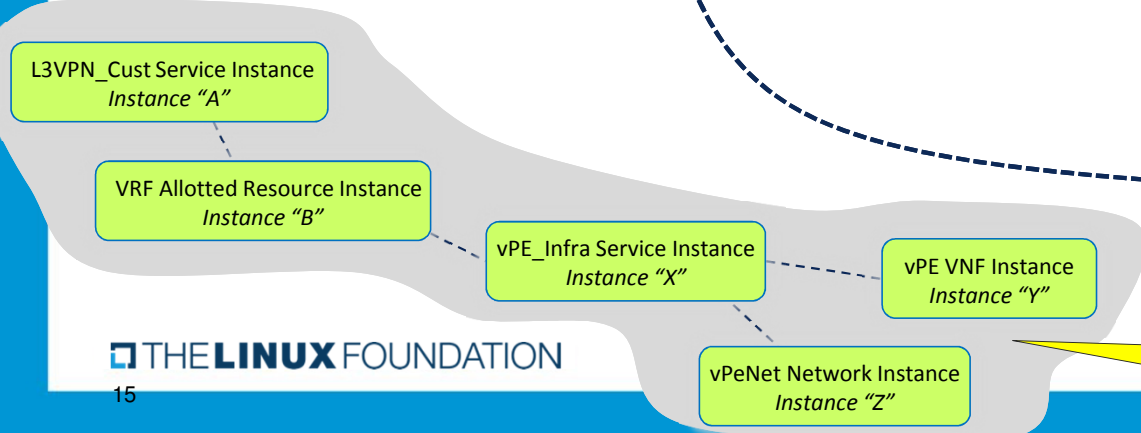 L3VPN_Cust Service Instance
Instance “A”
VRF Allotted Resource Instance
Instance “B”
vPE_Infra Service Instance
Instance “X”
vPE VNF Instance
Instance “Y”
THE LINUX FOUNDATION
vPeNet Network Instance
Instance “Z”
15